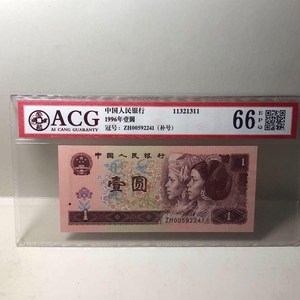 ACG
AI CANG GUARANTY
中国人民银行 11321311
1996年壹圆
冠号：ZH00592241（补号）
66 EPQ
中国人民银行 1
壹圆
1
ZH00592241
1